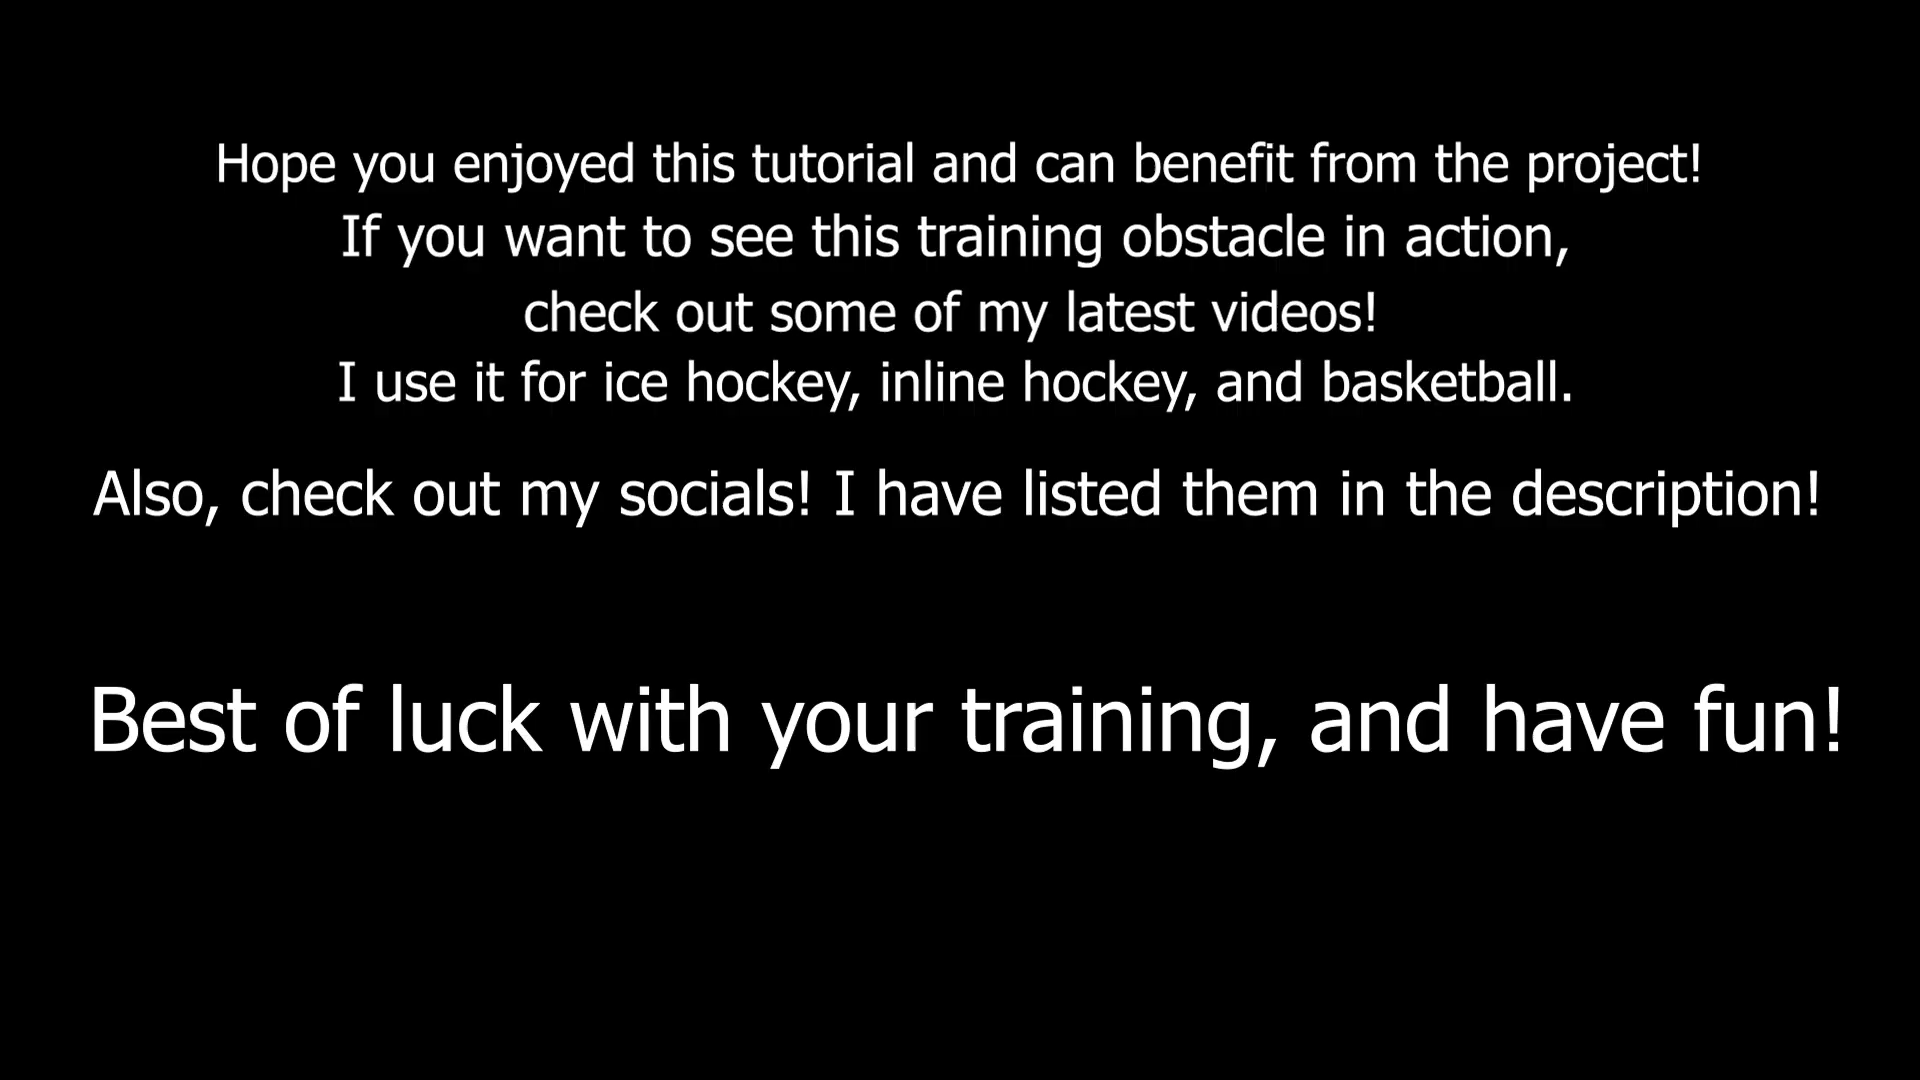 Hope you enjoyed this tutorial and can benefit from the project!
If you want to see this training obstacle in action,
check out some of my latest videos!
I use it for ice hockey, inline hockey, and basketball.
Also, check out my socials! I have listed them in the description!
Best of luck with your training, and have fun!